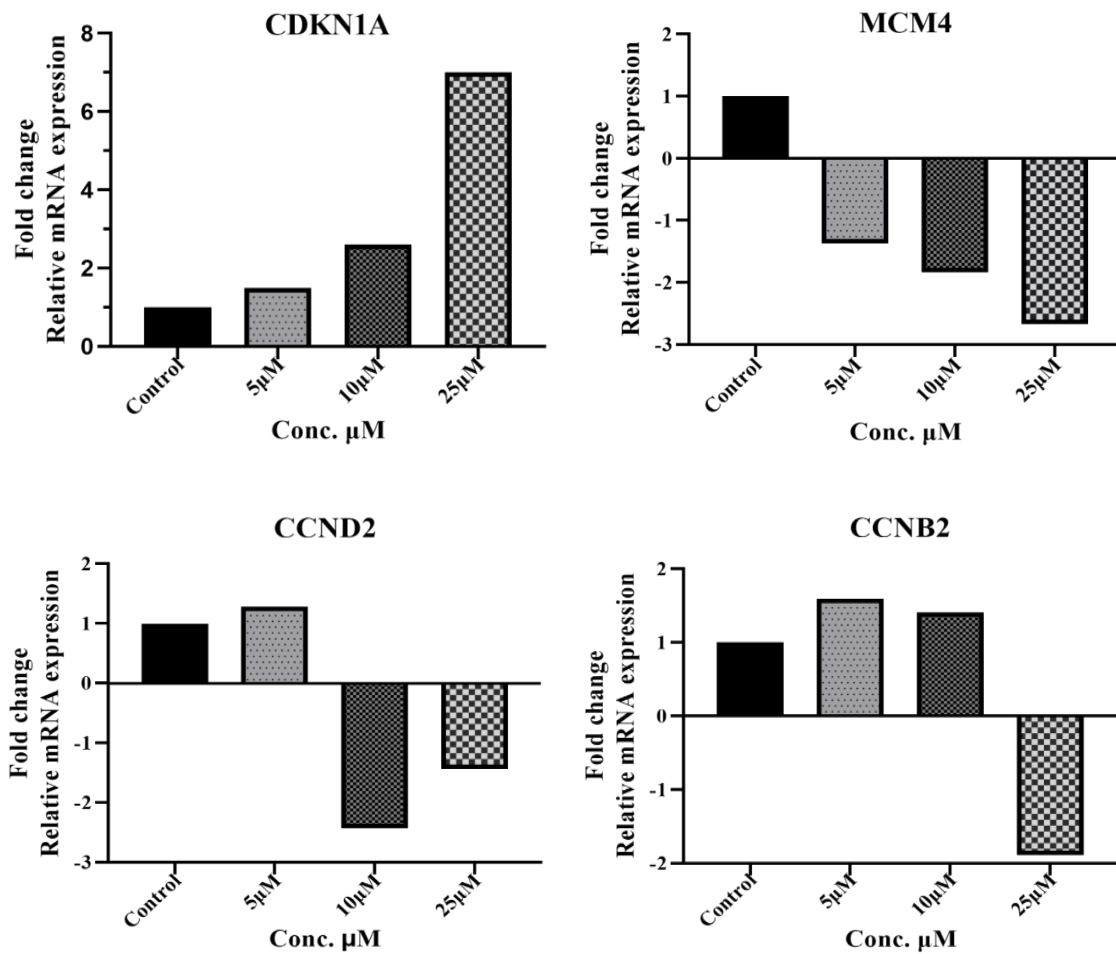 CDKN1A
Fold change
Relative mRNA expression
8
6
4
2
0
Control
5μM
10μM
25μM
Conc. μM
MCM4
Fold change
Relative mRNA expression
2
1
0
-1
-2
-3
Control
5μM
10μM
25μM
Conc. μM
CCND2
Fold change
Relative mRNA expression
2
1
0
-1
-2
-3
Control
5μM
10μM
25μM
Conc. μM
CCNB2
Fold change
Relative mRNA expression
2
1
0
-1
-2
Control
5μM
10μM
25μM
Conc. μM